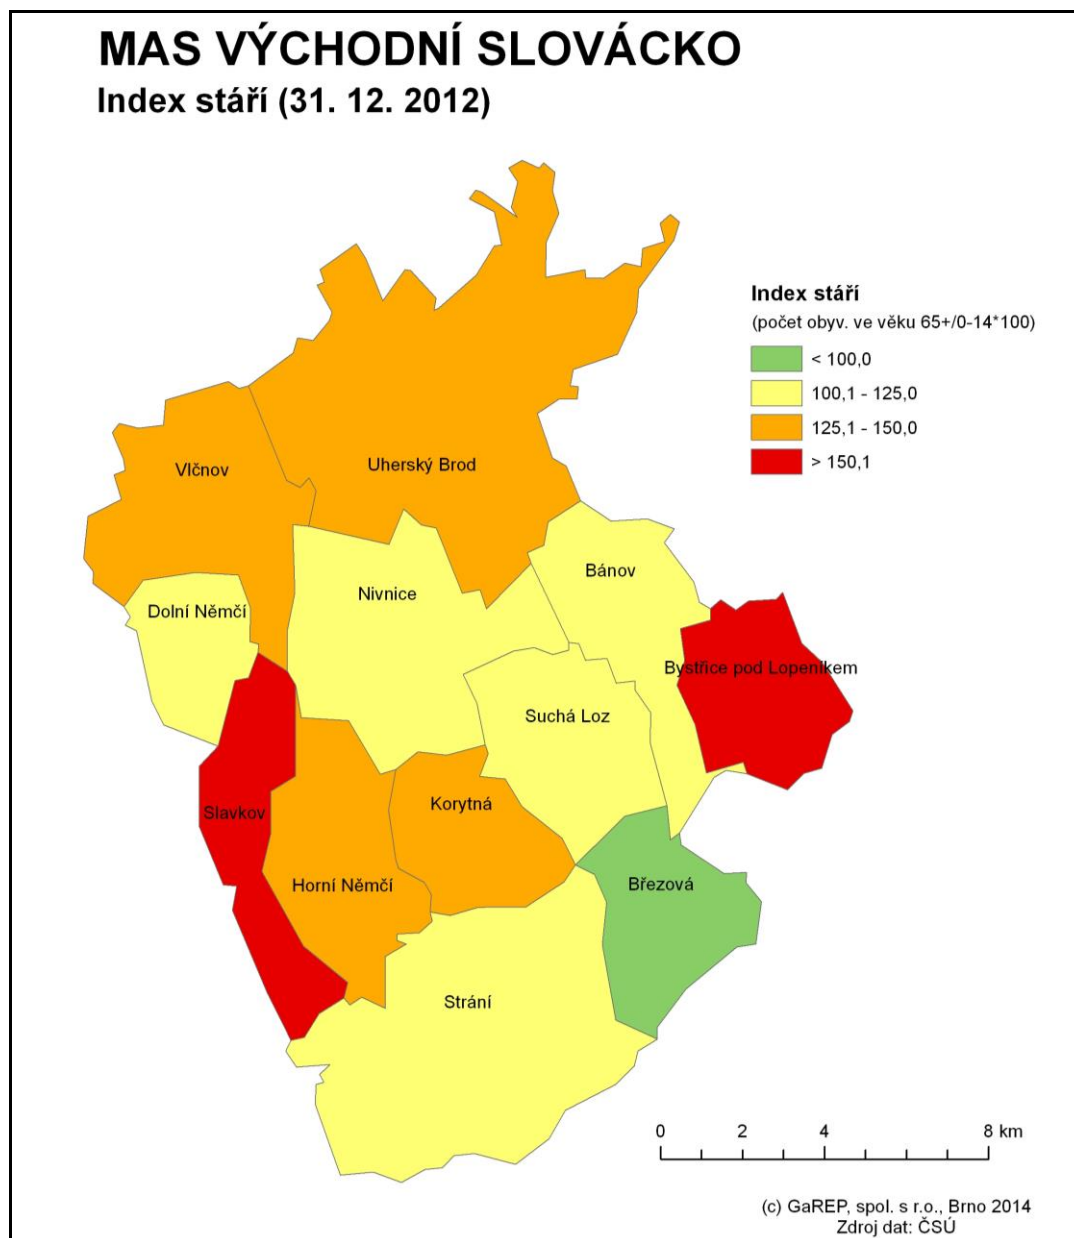 MAS VÝCHODNÍ SLOVÁCKO
Index stáří (31. 12. 2012)
Index stáří
(počet obyv. ve věku 65+/0-14*100)
< 100,0
100,1 - 125,0
125,1 - 150,0
> 150,1
Vlčnov
Uherský Brod
Bánov
Nivnice
Dolní Němčí
Bystřice pod Lopeníkem
Suchá Loz
Korytná
Slavkov
Horní Němčí
Březová
Strání
0 2 4 8 km
(c) GaREP, spol. s r.o., Brno 2014
Zdroj dat: ČSÚ